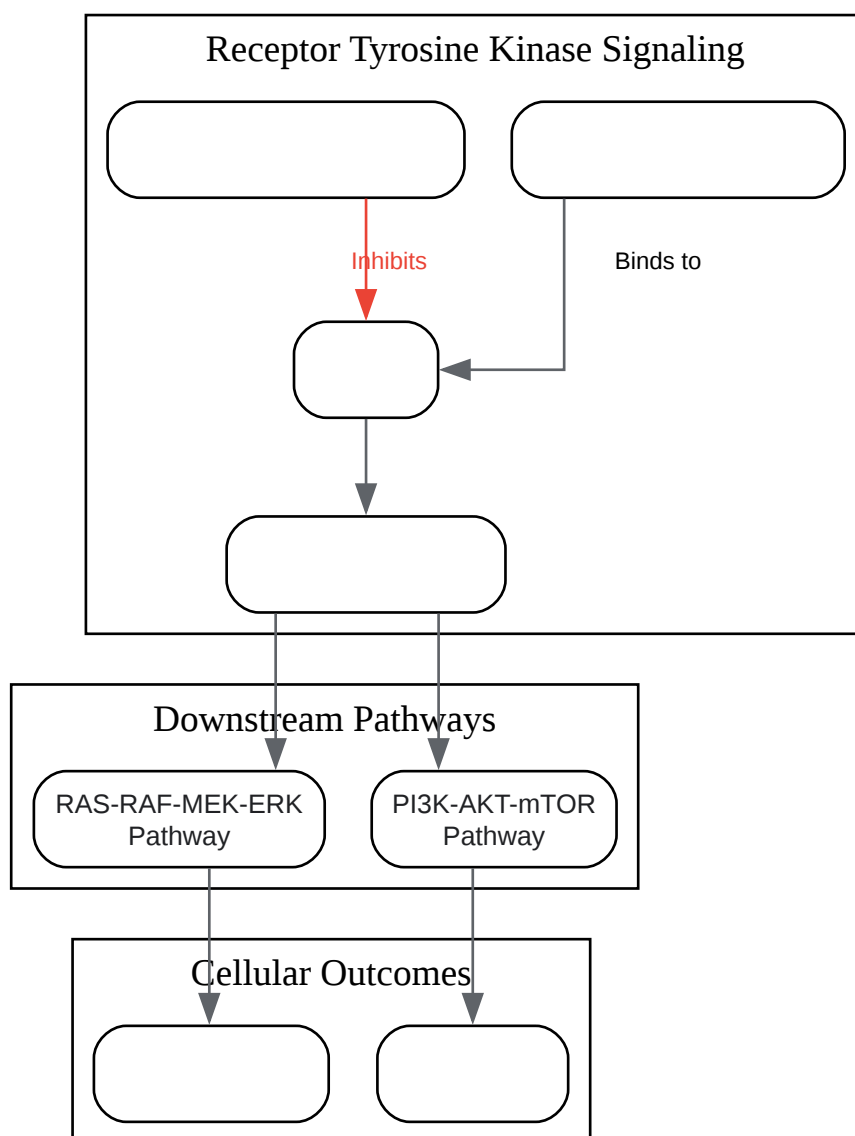 Receptor Tyrosine Kinase Signaling
Inhibits
Binds to
Downstream Pathways
RAS-RAF-MEK-ERK
Pathway
PI3K-AKT-mTOR
Pathway
Cellular Outcomes